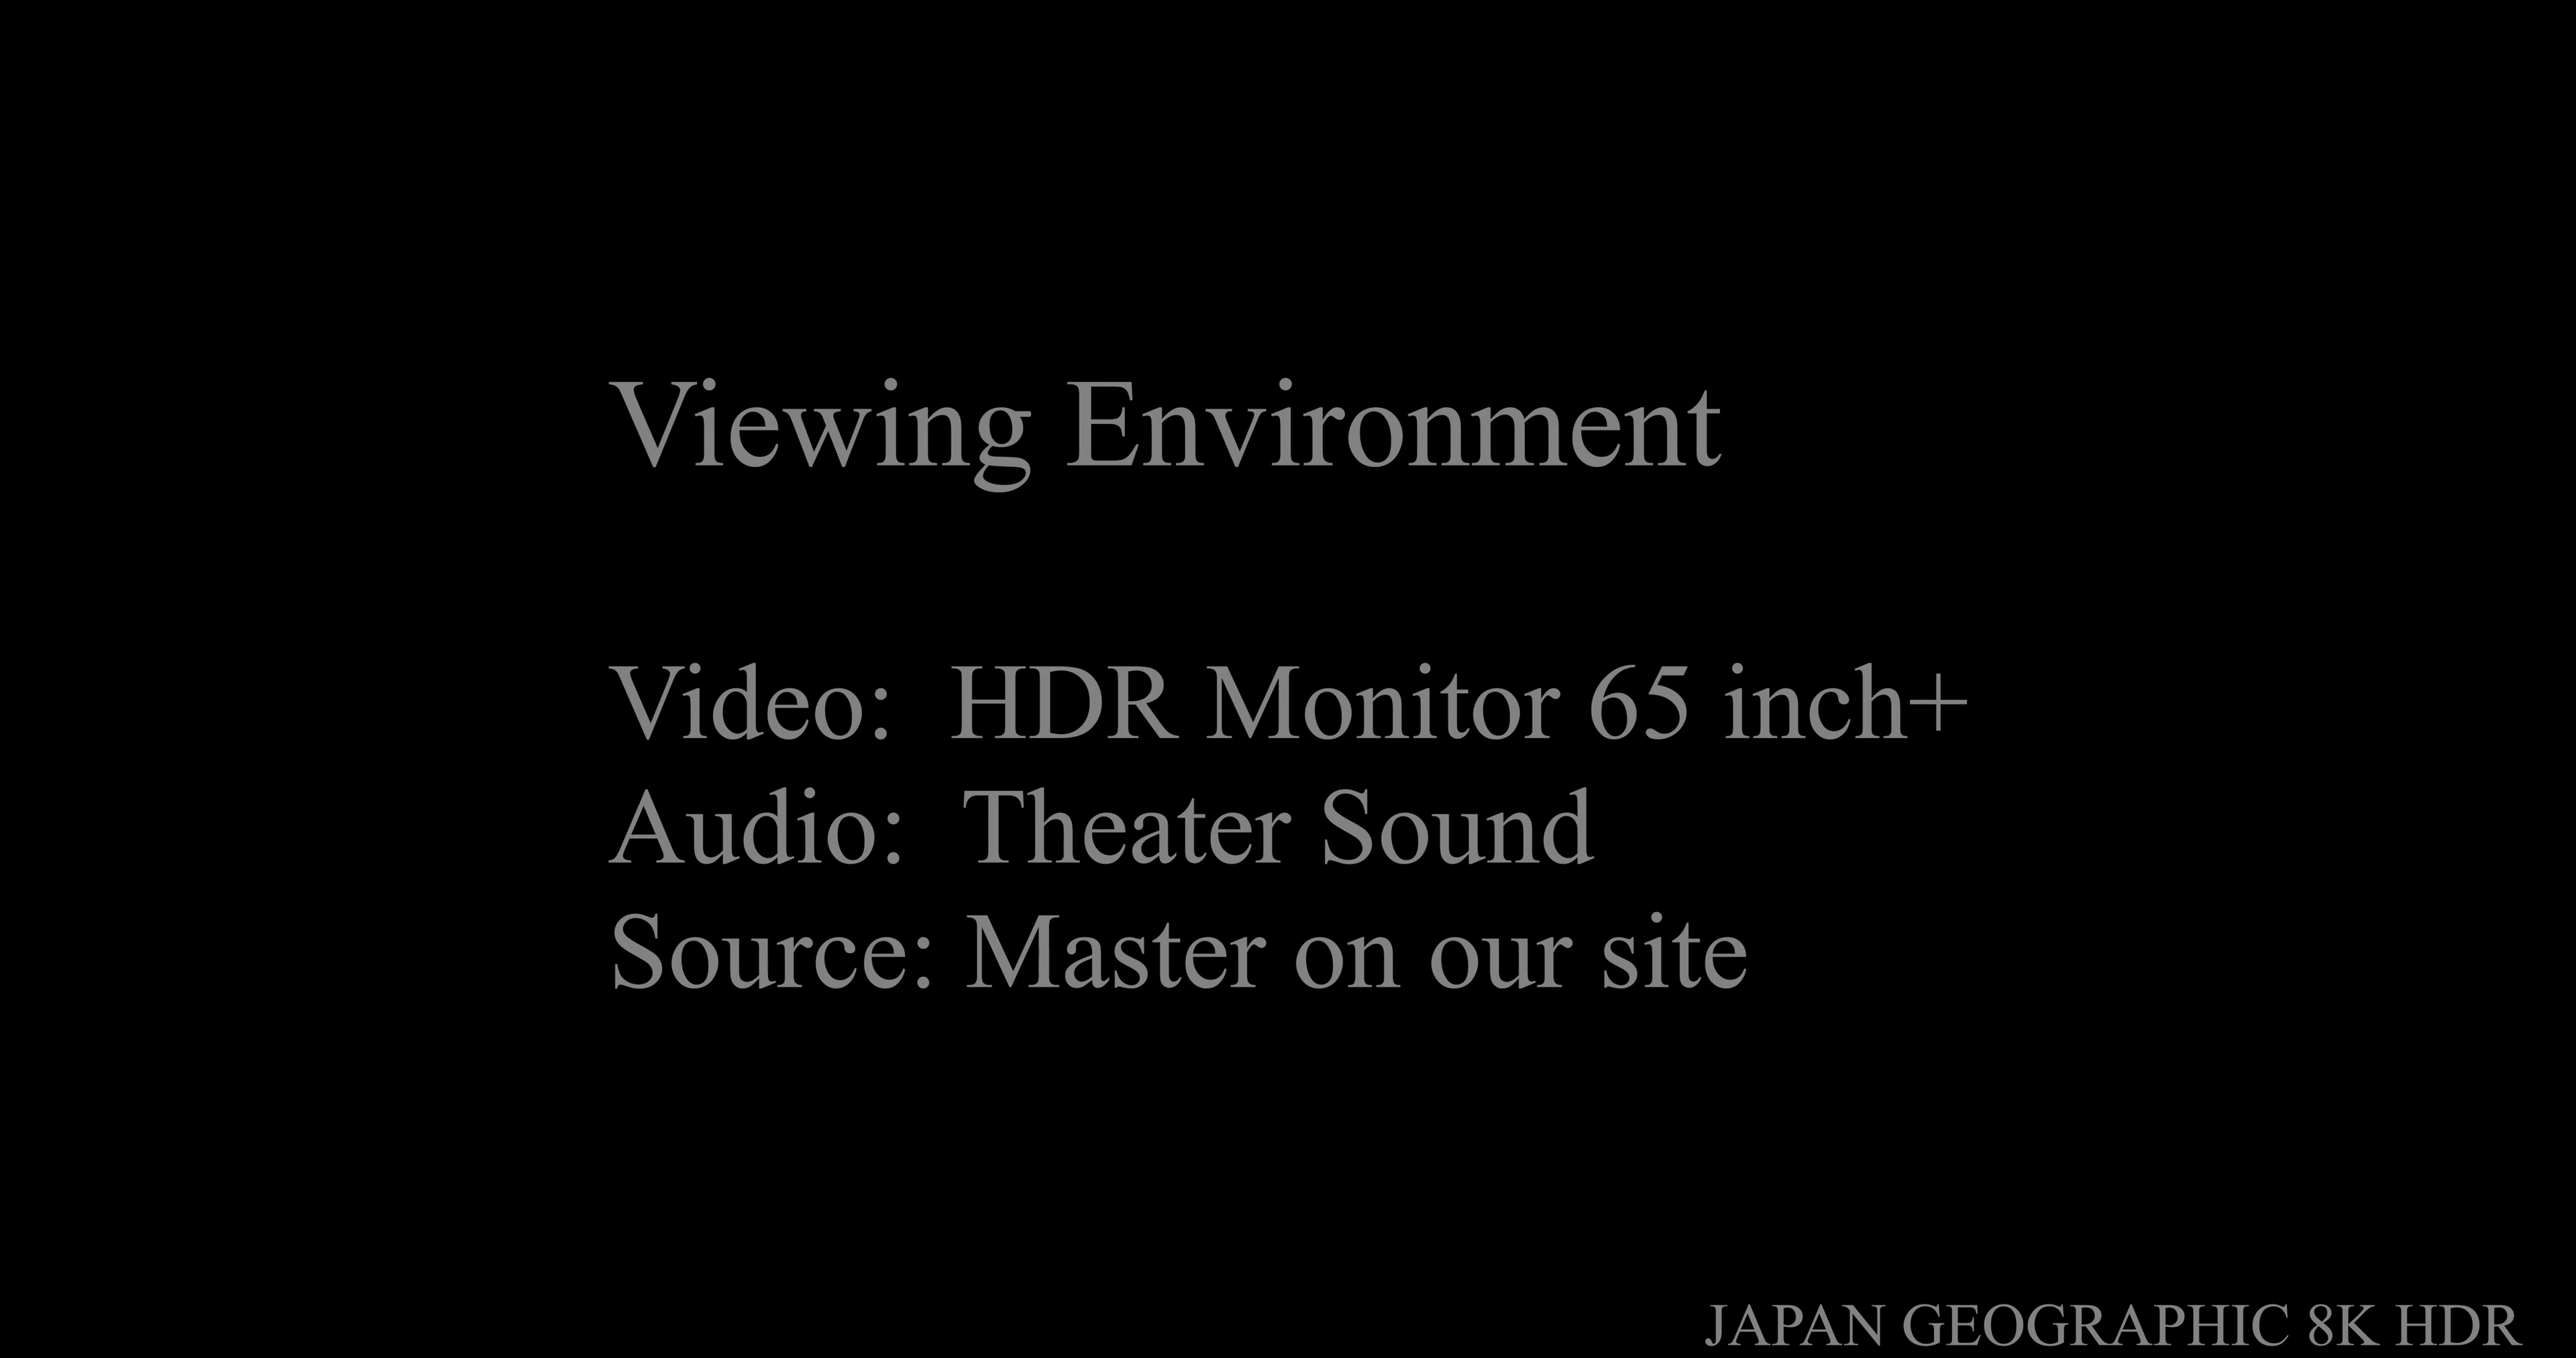 Viewing Environment
Video: HDR Monitor 65 inch+
Audio: Theater Sound
Source: Master on our site
JAPAN GEOGRAPHIC 8K HDR